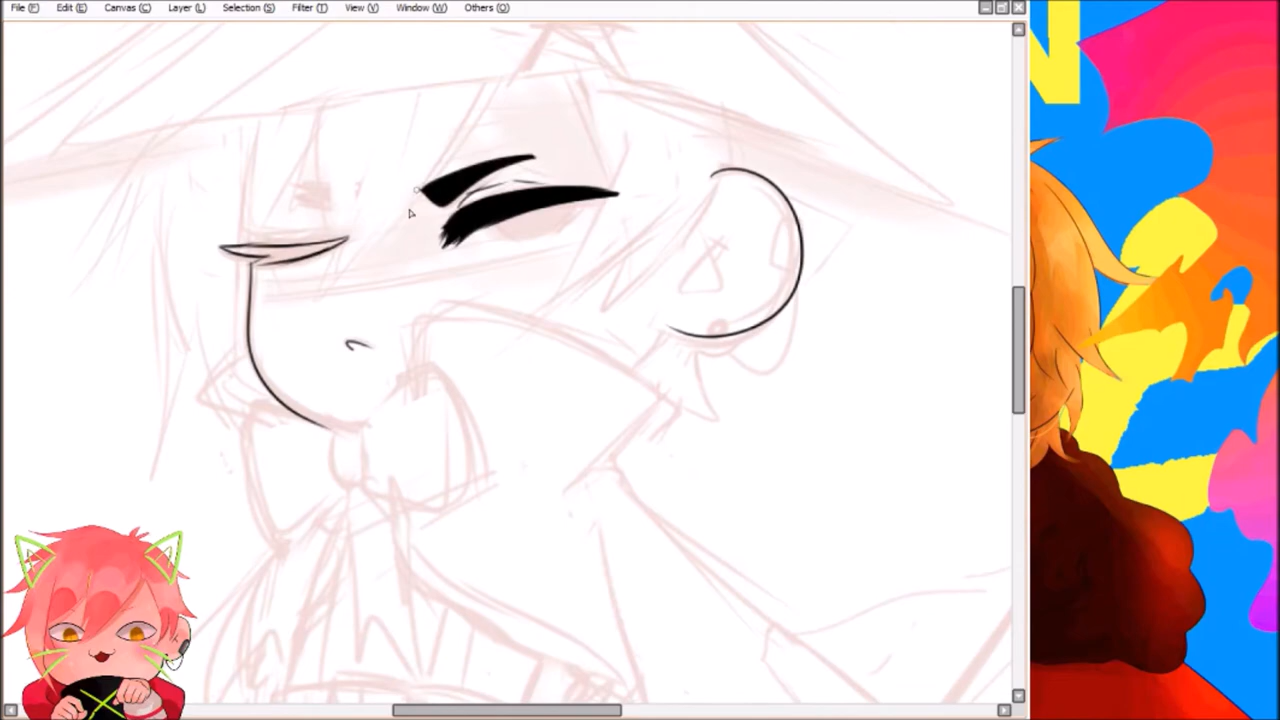 File (F) Edit (E) Canvas (C) Layer (L) Selection (S) Filter (T) View (V) Window (W) Others (O)
N